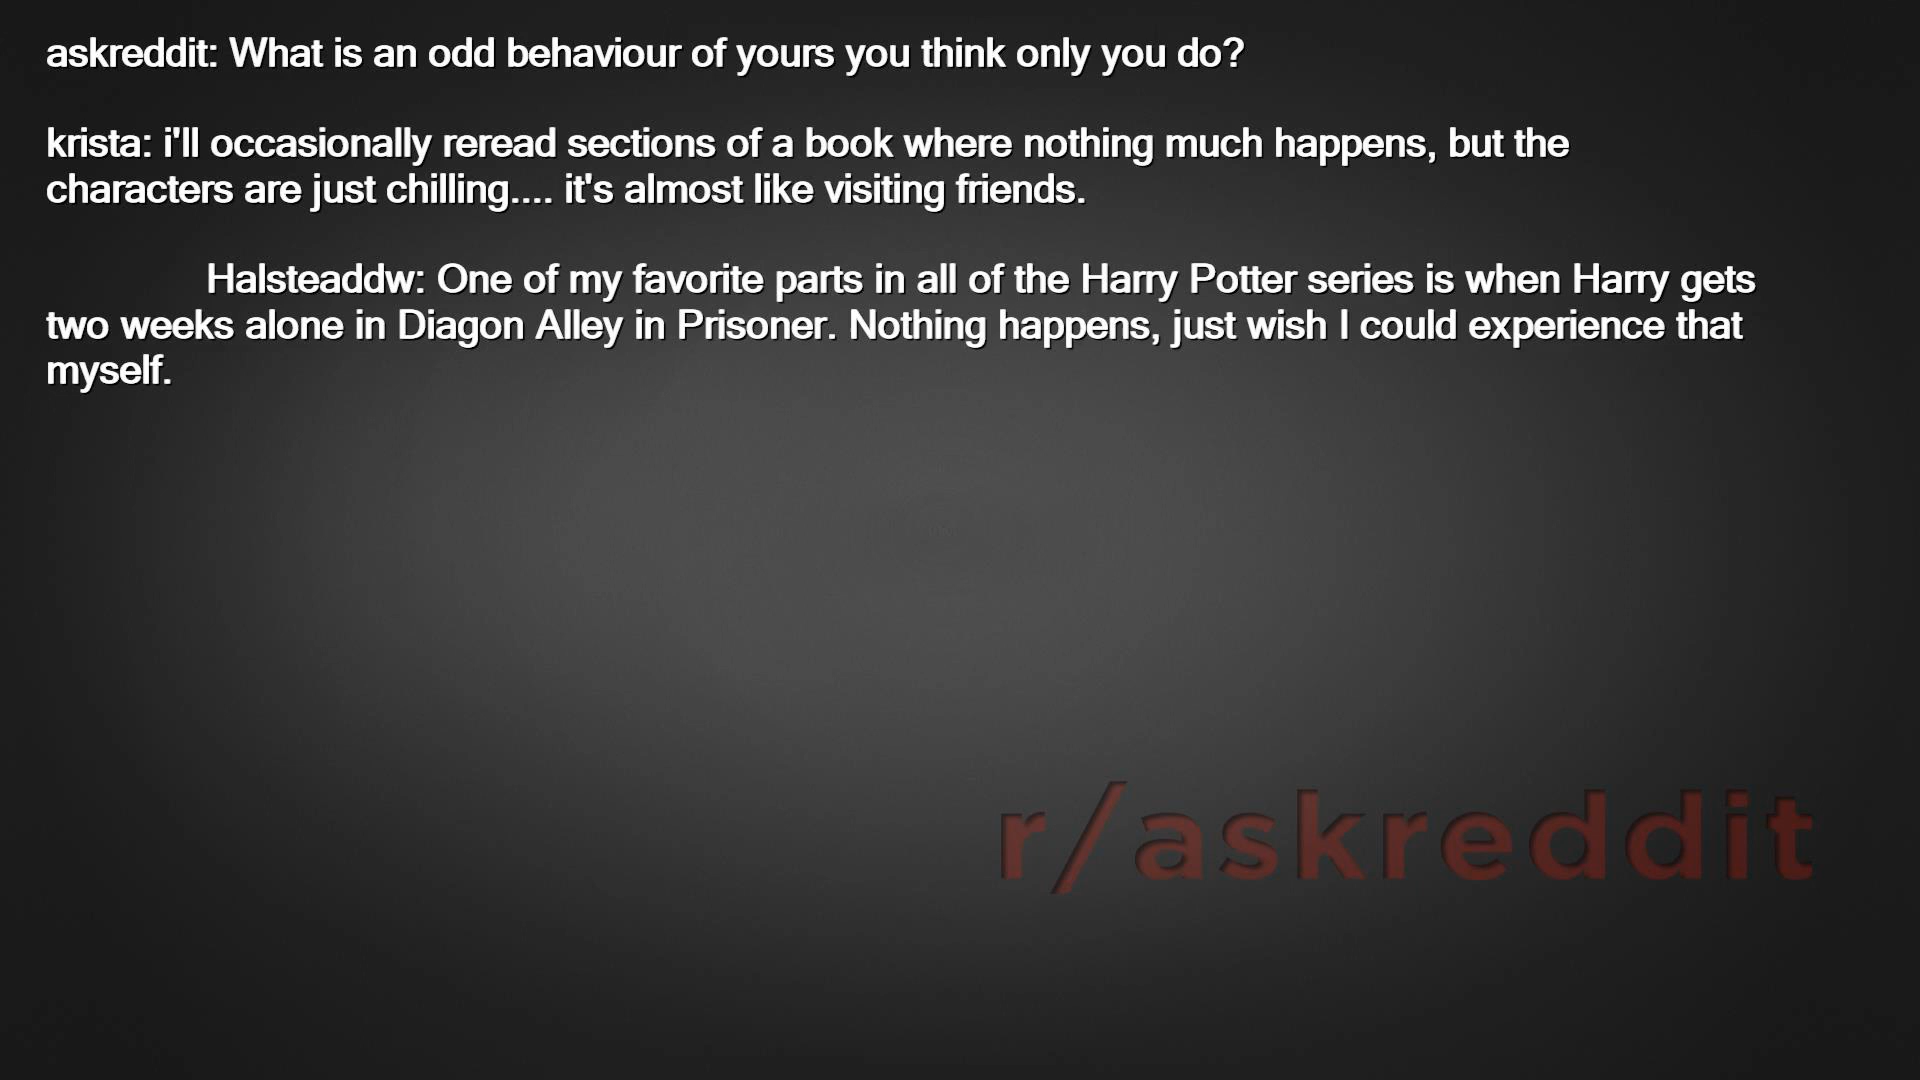 askreddit: What is an odd behaviour of yours you think only you do?
krista: i'll occasionally reread sections of a book where nothing much happens, but the
characters are just chilling.... it's almost like visiting friends.
Halsteaddw: One of my favorite parts in all of the Harry Potter series is when Harry gets
two weeks alone in Diagon Alley in Prisoner. Nothing happens, just wish I could experience that
myself.
r/askreddit